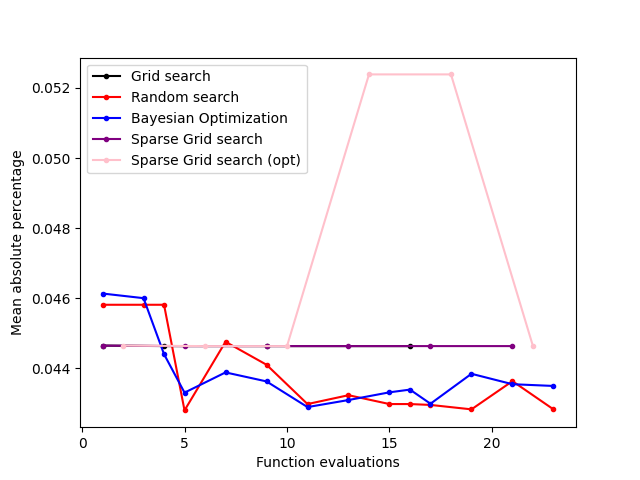 Grid search
Random search
Bayesian Optimization
Sparse Grid search
Sparse Grid search (opt)
0.052
0.050
0.048
0.046
0.044
Mean absolute percentage
0 5 10 15 20
Function evaluations